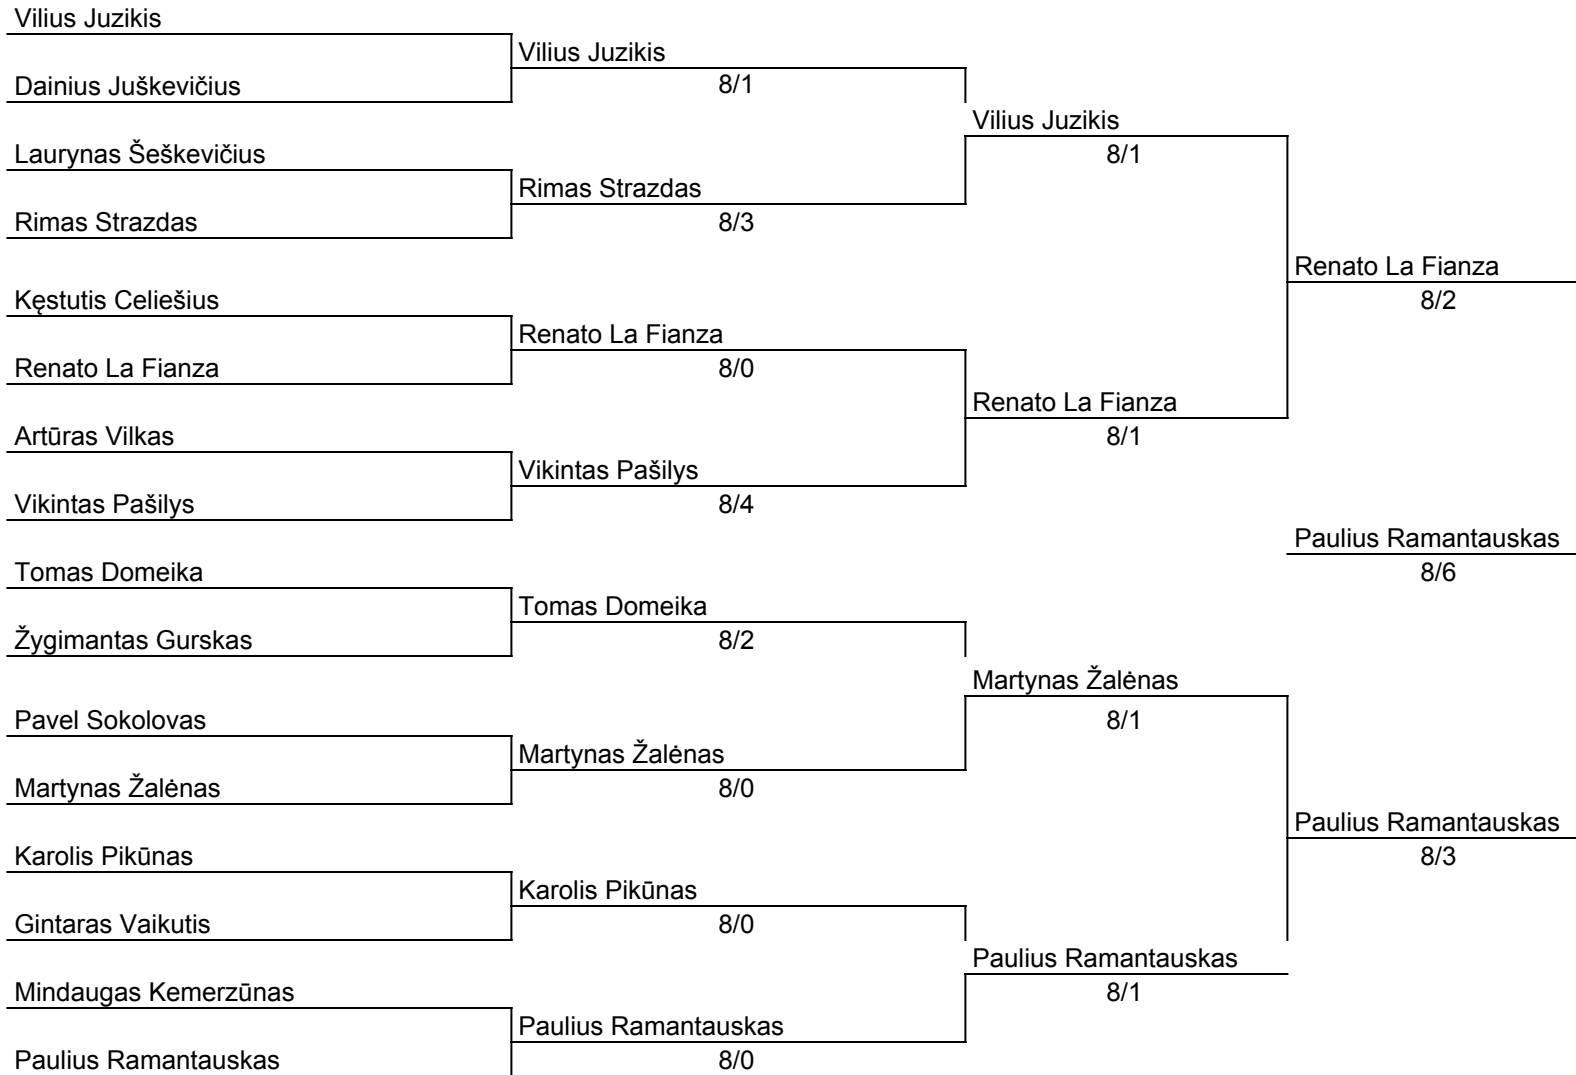 Vilius Juzikis
Vilius Juzikis
Dainius Juškevičius
8/1
Vilius Juzikis
Laurynas Šeškevičius
8/1
Rimas Strazdas
Rimas Strazdas
8/3
Renato La Fianza
Kęstutis Celiešius
8/2
Renato La Fianza
Renato La Fianza
8/0
Renato La Fianza
Artūras Vilkas
8/1
Vikintas Pašilys
Vikintas Pašilys
8/4
Paulius Ramantauskas
Tomas Domeika
8/6
Tomas Domeika
Žygimantas Gurskas
8/2
Martynas Žalėnas
Pavel Sokolovas
8/1
Martynas Žalėnas
Martynas Žalėnas
8/0
Paulius Ramantauskas
Karolis Pikūnas
8/3
Karolis Pikūnas
Gintaras Vaikutis
8/0
Paulius Ramantauskas
Mindaugas Kemerzūnas
8/1
Paulius Ramantauskas
Paulius Ramantauskas
8/0